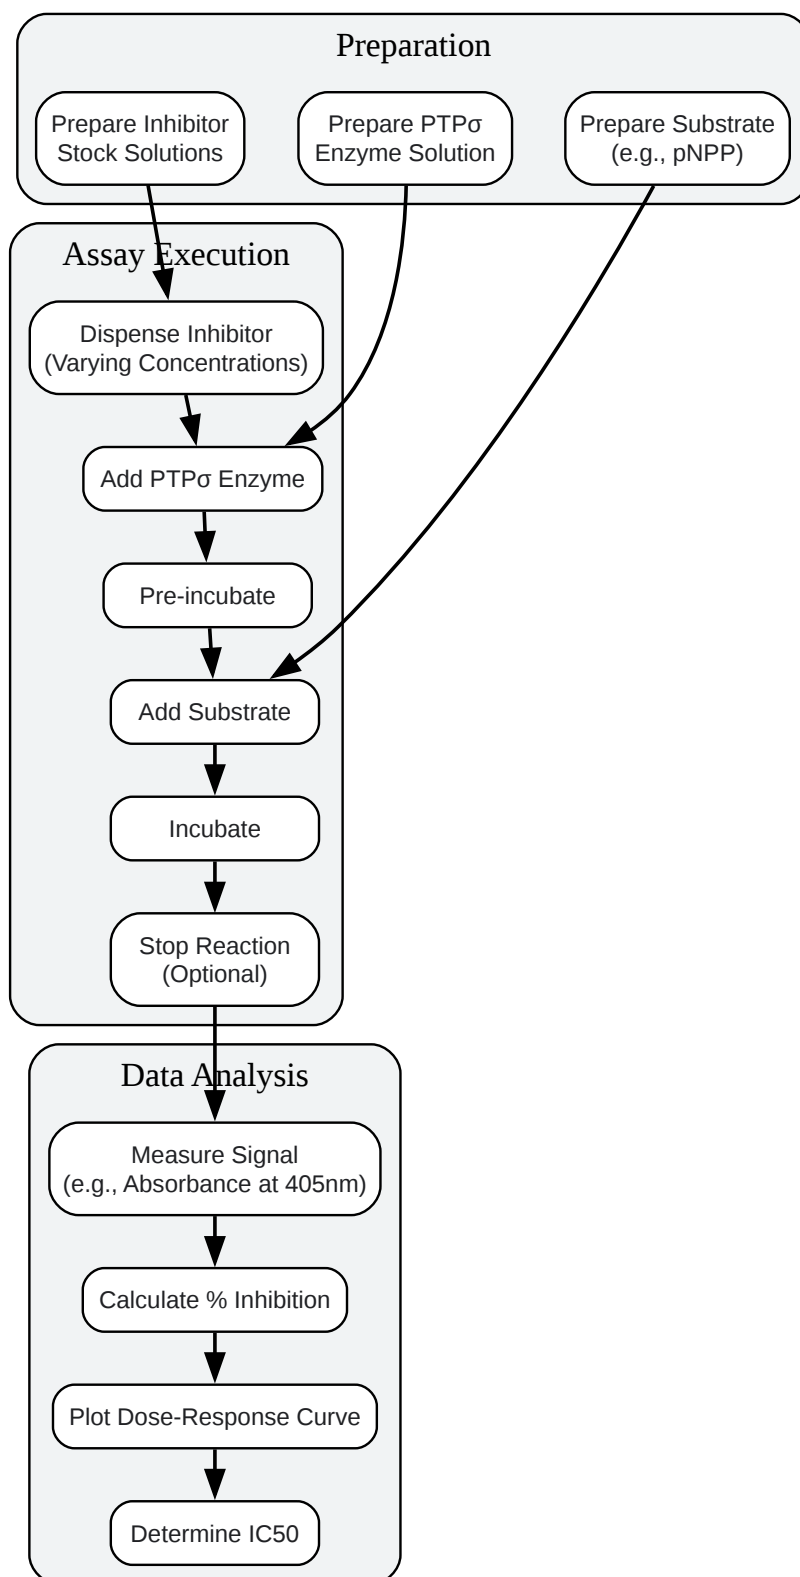 Preparation
Prepare Inhibitor
Stock Solutions
Prepare PTPσ
Enzyme Solution
Prepare Substrate
(e.g., pNPP)
Assay Execution
Dispense Inhibitor
(Varying Concentrations)
Add PTPσ Enzyme
Pre-incubate
Add Substrate
Incubate
Stop Reaction
(Optional)
Data Analysis
Measure Signal
(e.g., Absorbance at 405nm)
Calculate % Inhibition
Plot Dose-Response Curve
Determine IC50